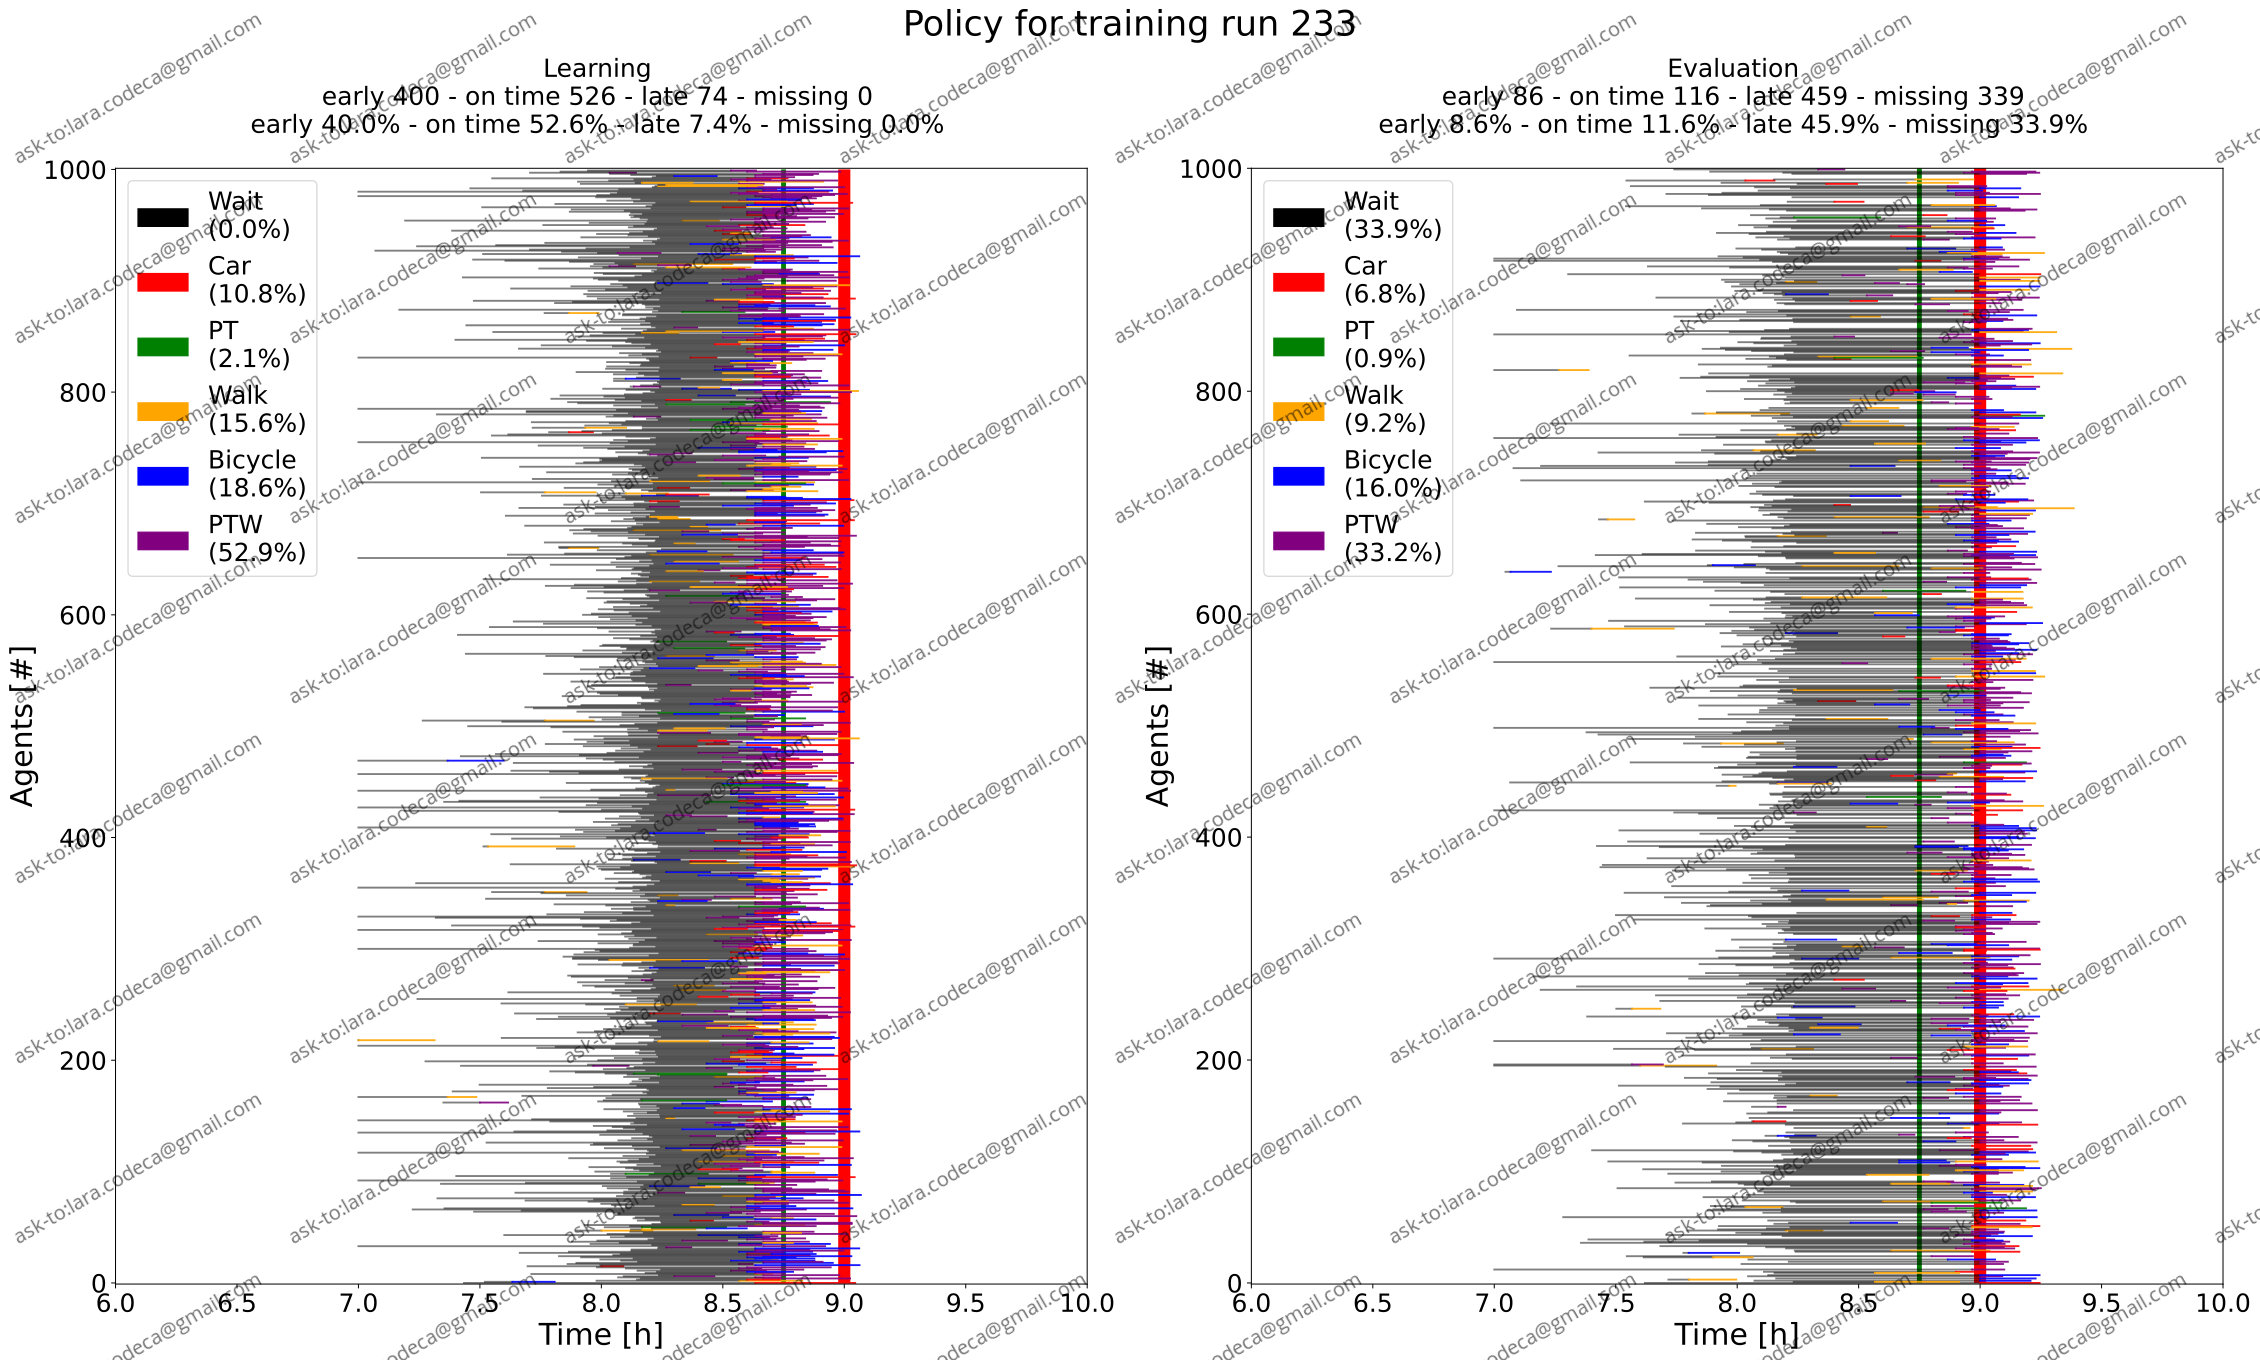 Policy for training run 233
Learning
early 400 - on time 526 - late 74 - missing 0
early 40.0% - on time 52.6% - late 7.4% - missing 0.0%
Agents [#]
1000
800
600
400
200
0
Wait
(0.0%)
Car
(10.8%)
PT
(2.1%)
Walk
(15.6%)
Bicycle
(18.6%)
PTW
(52.9%)
6.0 6.5 7.0 7.5 8.0 8.5 9.0 9.5 10.0
Time [h]
Evaluation
early 86 - on time 116 - late 459 - missing 339
early 8.6% - on time 11.6% - late 45.9% - missing 33.9%
Agents [#]
1000
800
600
400
200
0
Wait
(33.9%)
Car
(6.8%)
PT
(0.9%)
Walk
(9.2%)
Bicycle
(16.0%)
PTW
(33.2%)
6.0 6.5 7.0 7.5 8.0 8.5 9.0 9.5 10.0
Time [h]
ask-to:lara.codeca@gmail.com